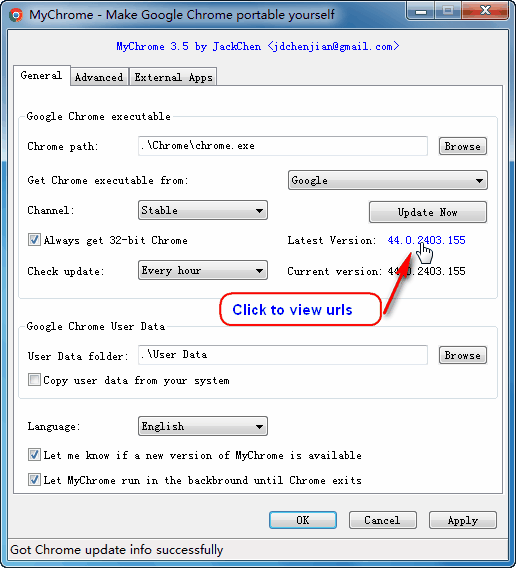 MyChrome - Make Google Chrome portable yourself
MyChrome 3.5 by JackChen <jdchenjian@gmail.com>
General Advanced External Apps
Google Chrome executable
Chrome path: .\Chrome\chrome.exe Browse
Get Chrome executable from: Google
Channel: Stable Update Now
Always get 32-bit Chrome Latest Version: 44.0.2403.155
Check update: Every hour Current version: 44.0.2403.155
Click to view urls
Google Chrome User Data
User Data folder: .\User Data Browse
Copy user data from your system
Language: English
Let me know if a new version of MyChrome is available
Let MyChrome run in the backbround until Chrome exits
OK Cancel Apply
Got Chrome update info successfully